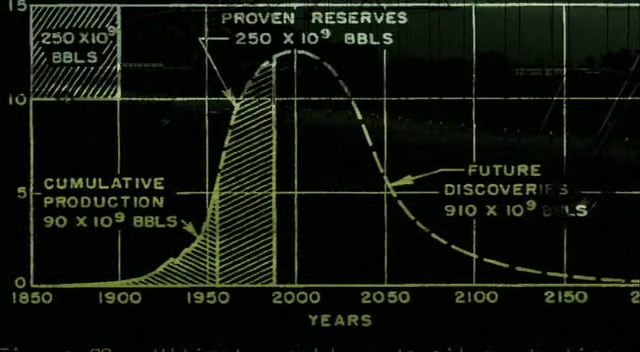 15
250 X10⁹
BBLS
PROVEN RESERVES
250 X 10⁹ BBLS
10
CUMULATIVE
PRODUCTION
90 X 10⁹ BBLS
FUTURE
DISCOVERIES
910 X 10⁹ BBLS
5
0
1850 1900 1950 2000 2050 2100 2150
YEARS